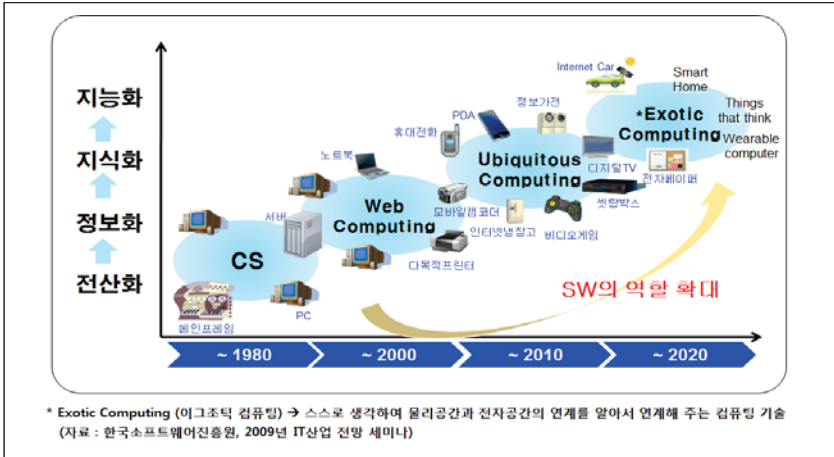 지능화
지식화
정보화
전산화
메인프레임
CS
서버
PC
노트북
Web
Computing
휴대전화
PDA
모바일캠코더
다목적프린터
정보가전
Ubiquitous
Computing
인터넷냉장고
비디오게임
Internet Car
디지털TV
셋탑박스
전자페이퍼
*Exotic
Computing
Smart
Home
Things
that think
Wearable
computer
SW의 역할 확대
~ 1980
~ 2000
~ 2010
~ 2020
* Exotic Computing (이그조틱 컴퓨팅) → 스스로 생각하여 물리공간과 전자공간의 연계를 알아서 연계해 주는 컴퓨팅 기술
(자료 : 한국소프트웨어진흥원, 2009년 IT산업 전망 세미나)